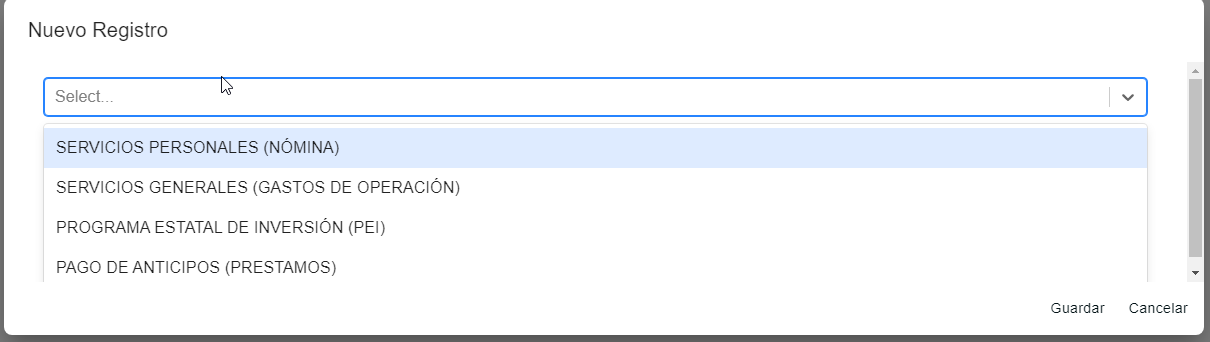 Nuevo Registro
Select...
SERVICIOS PERSONALES (NÓMINA)
SERVICIOS GENERALES (GASTOS DE OPERACIÓN)
PROGRAMA ESTATAL DE INVERSIÓN (PEI)
PAGO DE ANTICIPOS (PRESTAMOS)
Guardar Cancelar